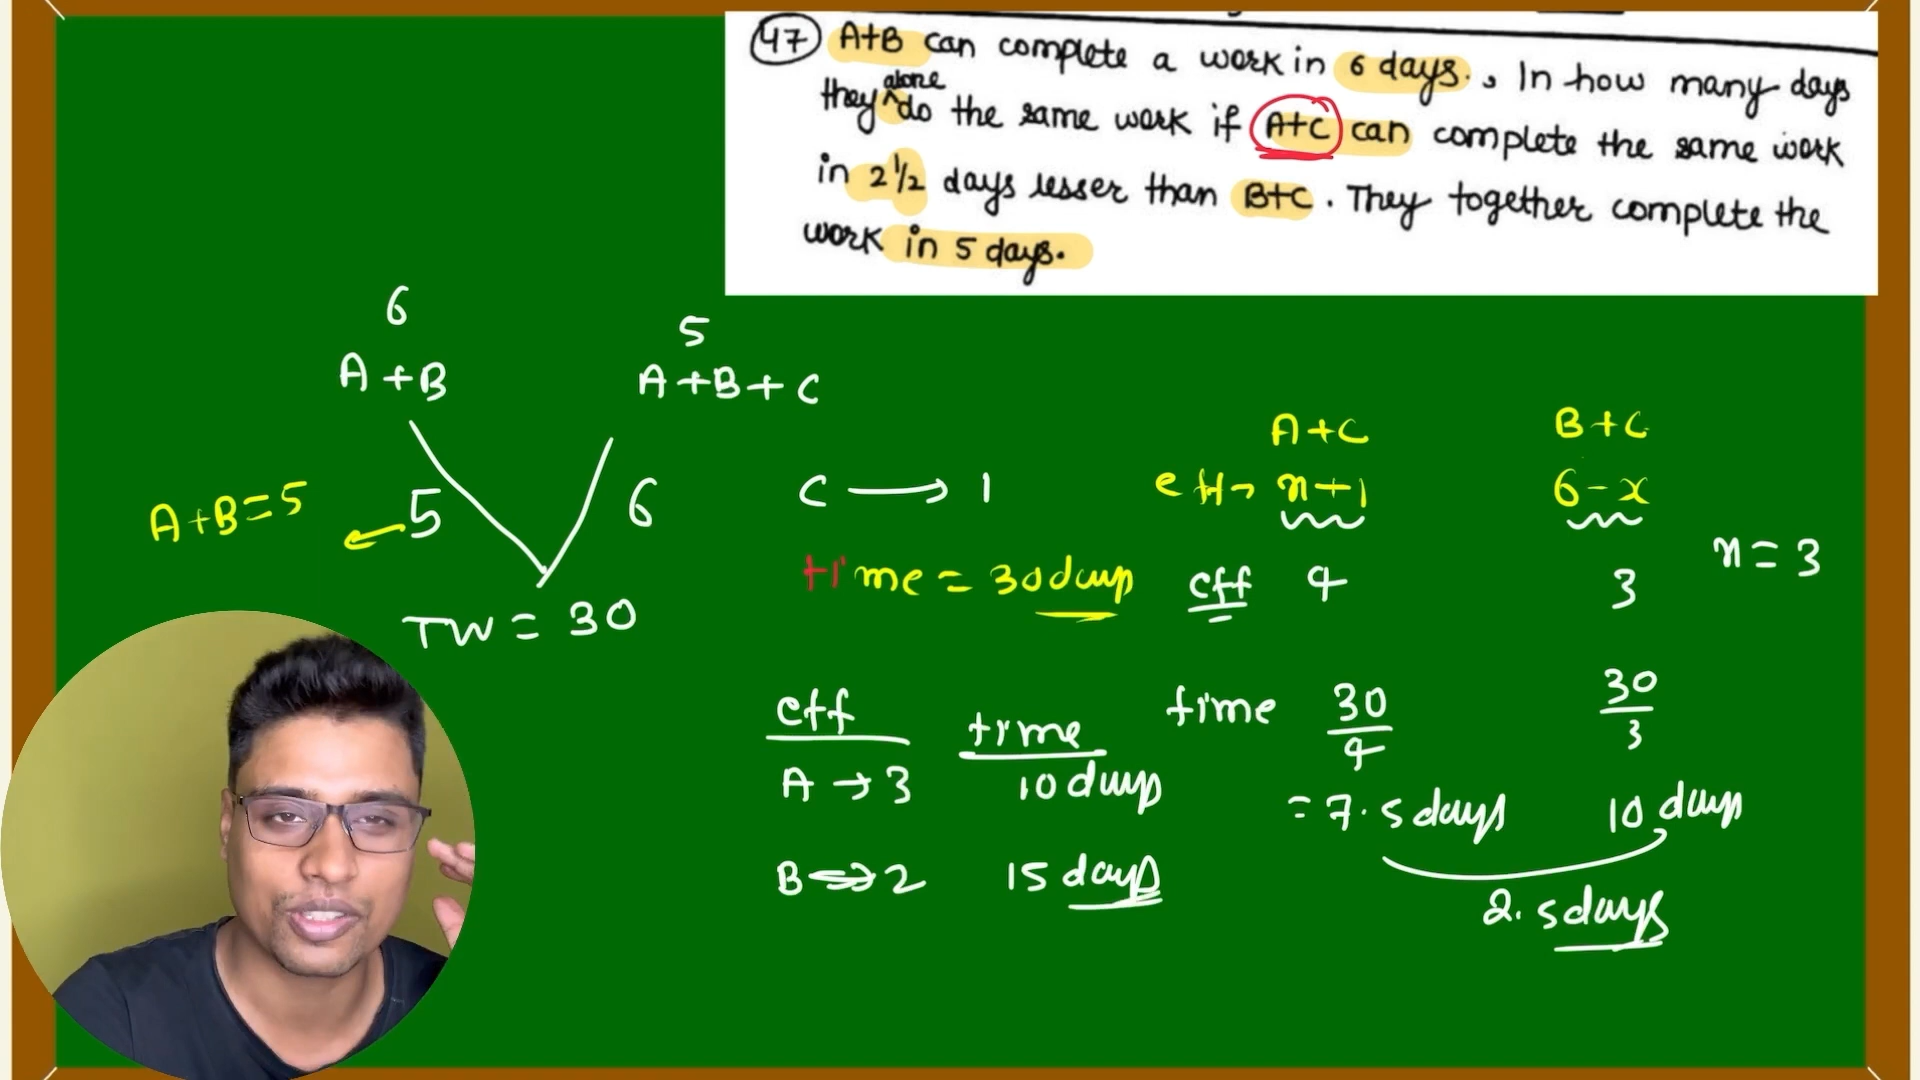 47 A+B can complete a work in 6 days., In how many days
they alone do the same work if A+C can complete the same work
in 2 1/2 days lesser than B+C. They together complete the
work in 5 days.
6
A+B
5
A+B+C
A+B=5
5
6
TW = 30
C → 1
time = 30days
A+C
B+C
eff→ x+1
6-x
eff 4
3
x = 3
eff
time
A → 3
10 days
B → 2
15 days
time 30/4
30/3
= 7.5 days
10 days
2.5 days